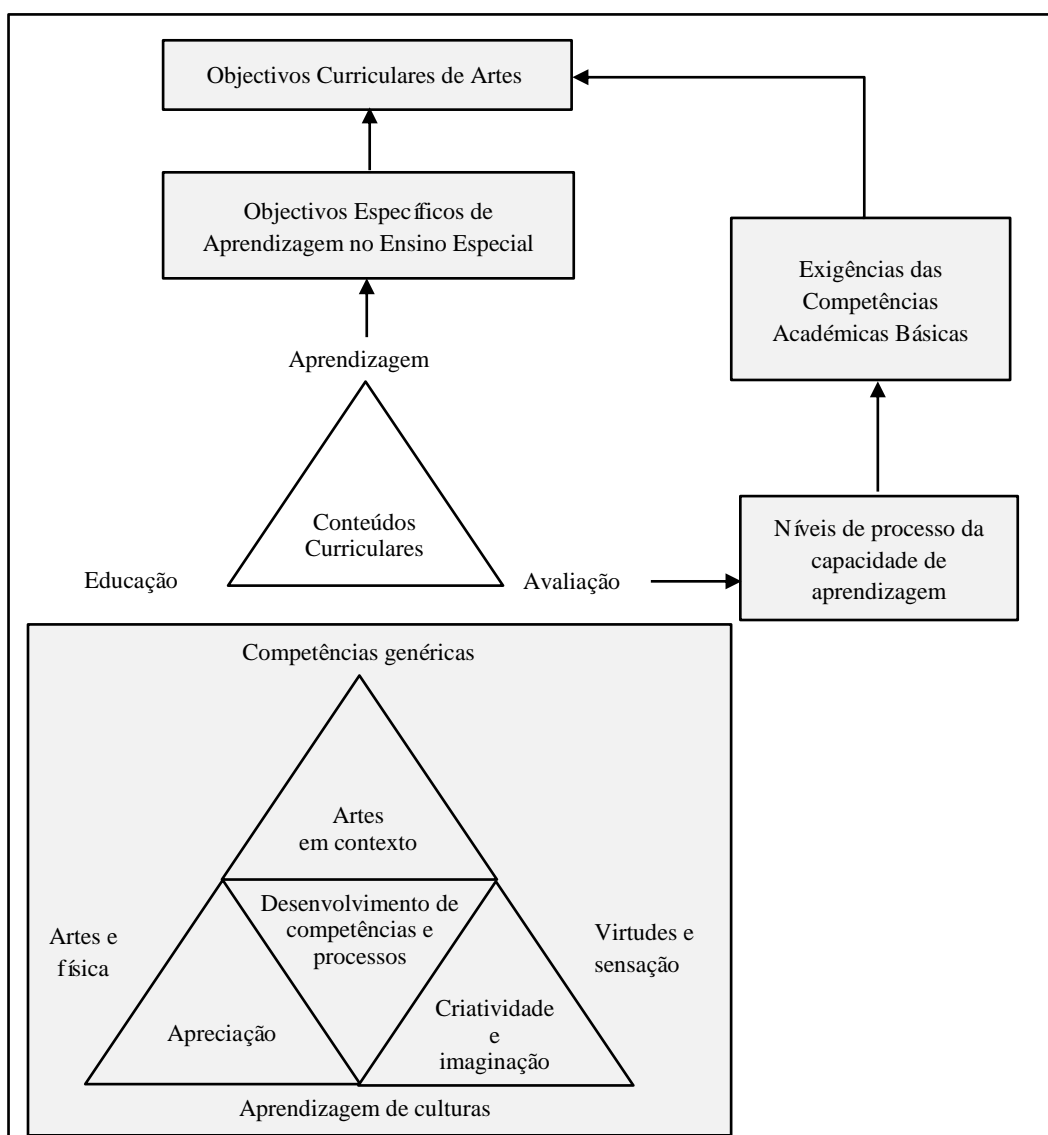 Objectivos Curriculares de Artes
Objectivos Específicos de
Aprendizagem no Ensino Especial
Exigências das
Competências
Académicas Básicas
Aprendizagem
Conteúdos
Curriculares
Educação
Avaliação
Níveis de processo da
capacidade de
aprendizagem
Competências genéricas
Artes
em contexto
Desenvolvimento de
competências e
processos
Artes e
física
Virtudes e
sensação
Apreciação
Criatividade
e
imaginação
Aprendizagem de culturas